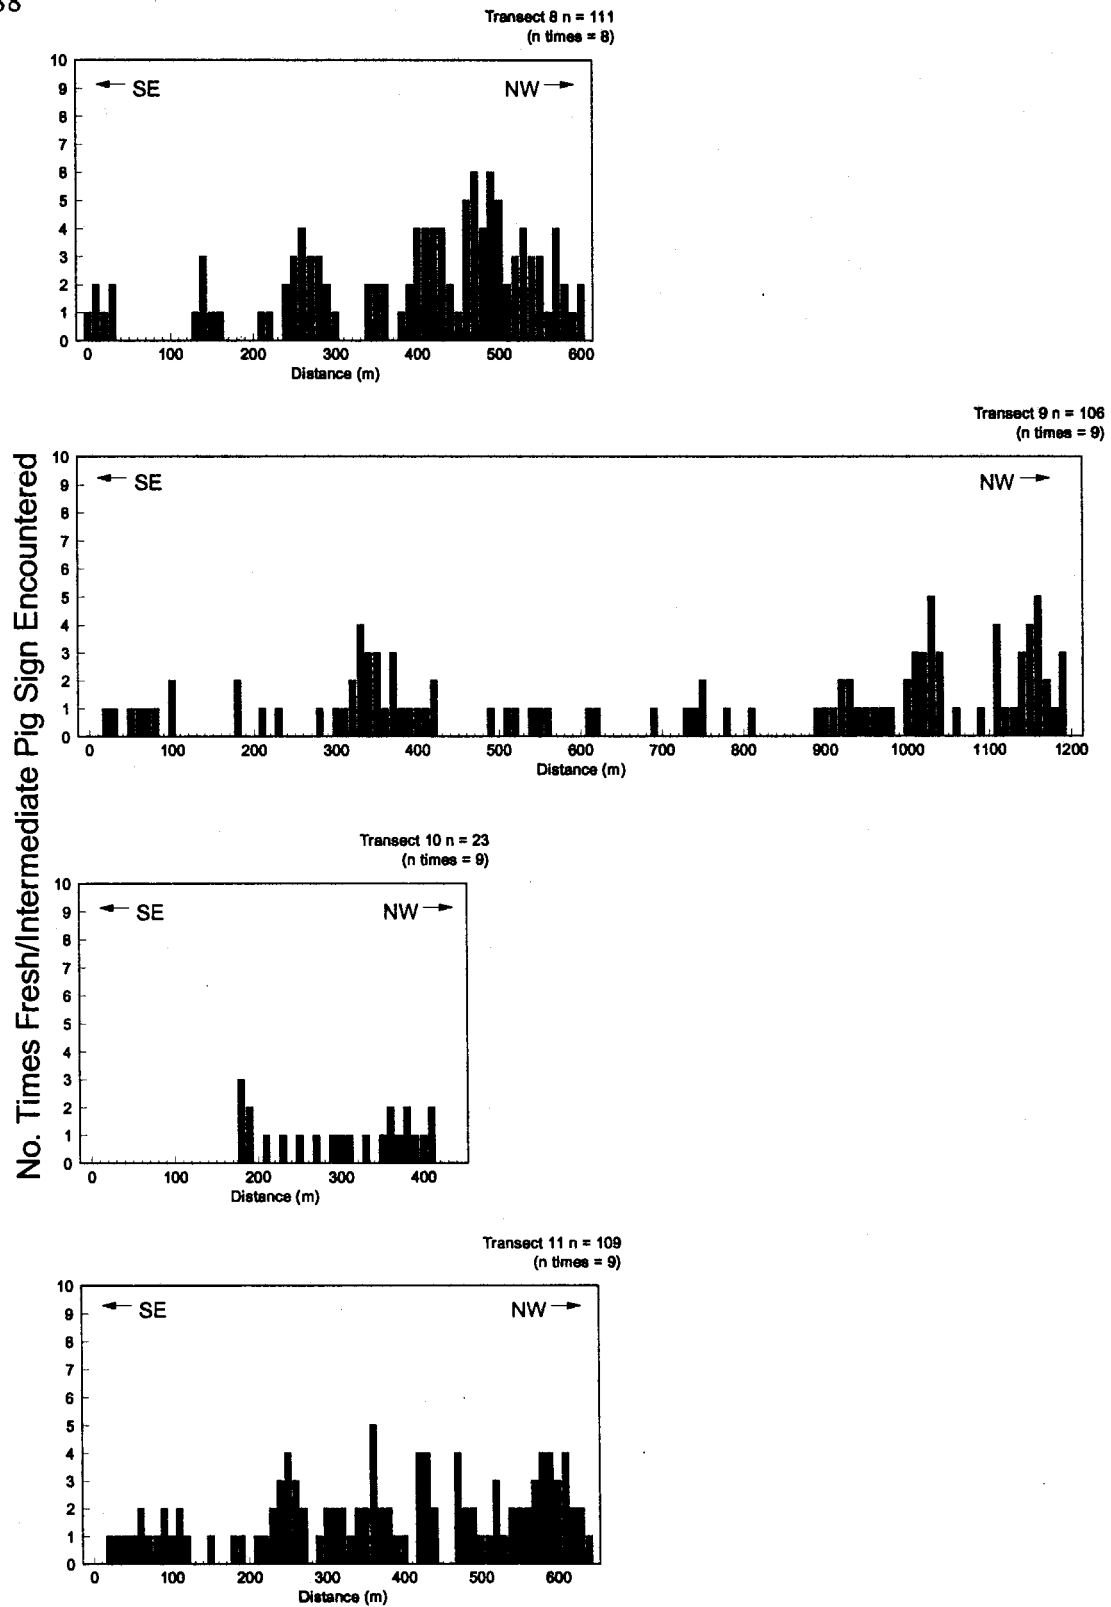 Transect 8 n = 111
(n times = 8)
10
9
8
7
6
5
4
3
2
1
0
← SE
NW →
0 100 200 300 400 500 600
Distance (m)
Transect 9 n = 106
(n times = 9)
No. Times Fresh/Intermediate Pig Sign Encountered
10
9
8
7
6
5
4
3
2
1
0
← SE
NW →
0 100 200 300 400 500 600 700 800 900 1000 1100 1200
Distance (m)
Transect 10 n = 23
(n times = 9)
10
9
8
7
6
5
4
3
2
1
0
← SE
NW →
0 100 200 300 400
Distance (m)
Transect 11 n = 109
(n times = 9)
10
9
8
7
6
5
4
3
2
1
0
← SE
NW →
0 100 200 300 400 500 600
Distance (m)